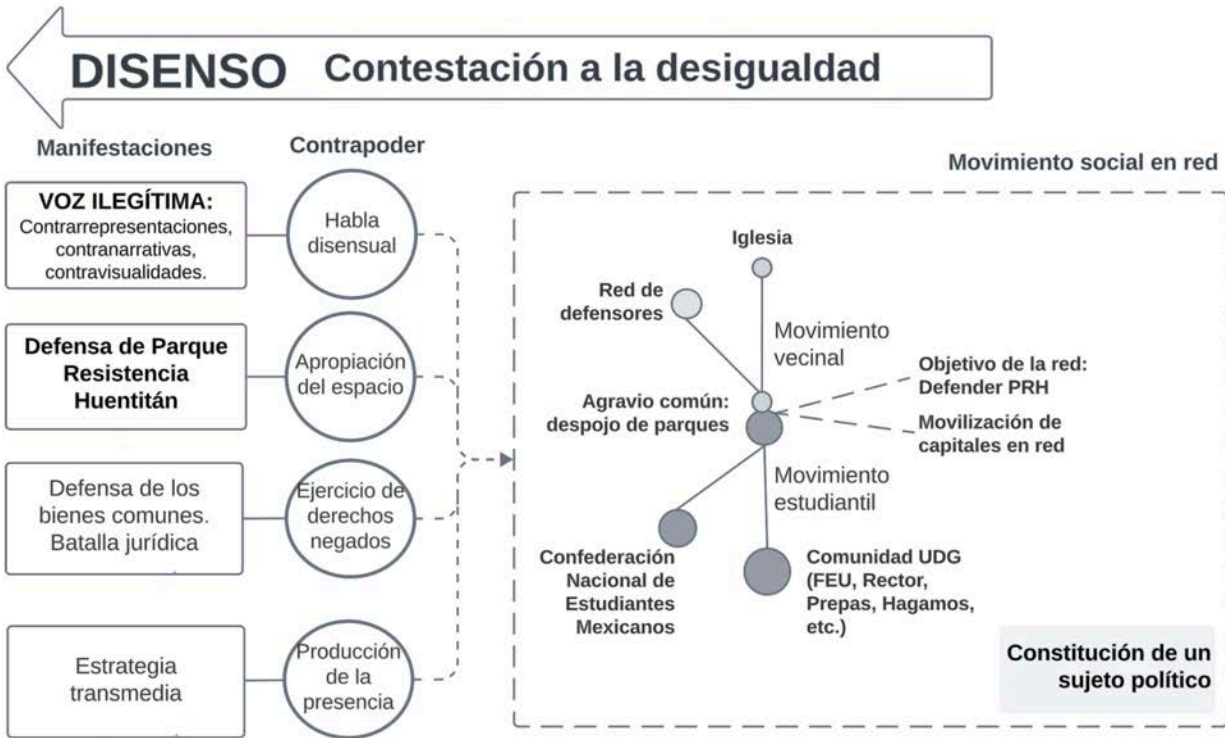 DISENSO Contestación a la desigualdad
Manifestaciones
Contrapoder
VOZ ILEGÍTIMA:
Contrarrepresentaciones,
contranarrativas,
contravisualidades.
Habla
disensual
Defensa de Parque
Resistencia
Huentitán
Apropiación
del espacio
Defensa de los
bienes comunes.
Batalla jurídica
Ejercicio de
derechos
negados
Estrategia
transmedia
Producción
de la
presencia
Movimiento social en red
Iglesia
Red de
defensores
Movimiento
vecinal
Agravio común:
despojo de parques
Objetivo de la red:
Defender PRH
Movilización de
capitales en red
Movimiento
estudiantil
Confederación
Nacional de
Estudiantes
Mexicanos
Comunidad UDG
(FEU, Rector,
Prepas, Hagamos,
etc.)
Constitución de un
sujeto político